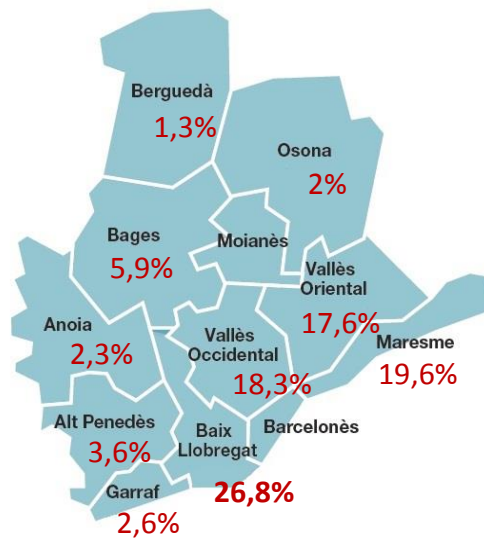 Berguedà
1,3%
Osona
2%
Bages
5,9%
Moianès
Vallès
Oriental
17,6%
Anoia
2,3%
Vallès
Occidental
18,3%
Maresme
19,6%
Alt Penedès
3,6%
Baix
Llobregat
26,8%
Barcelonès
Garraf
2,6%